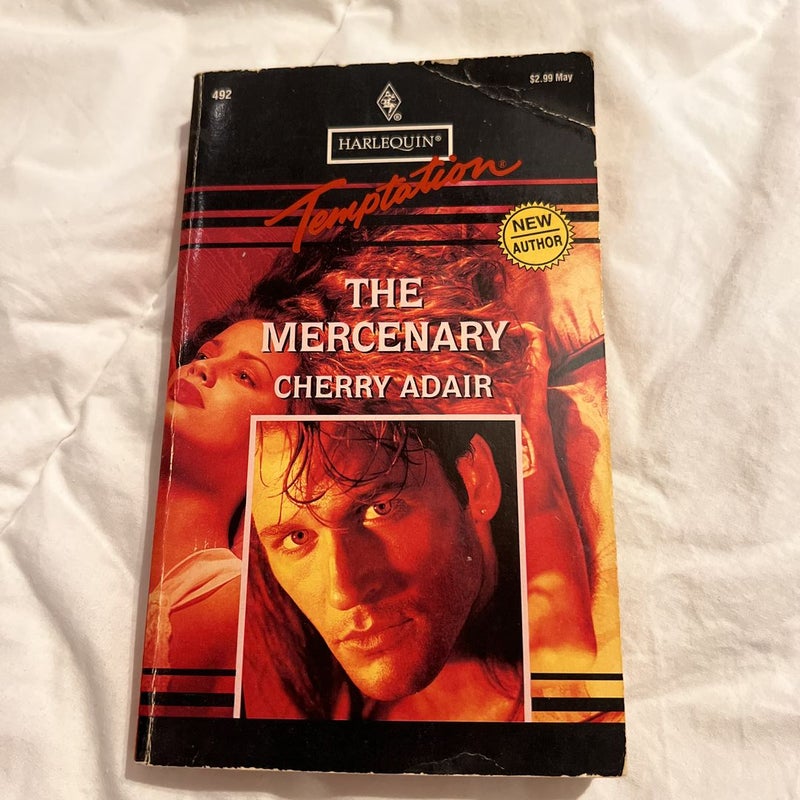 492
$2.99 May
HARLEQUIN®
Temptation®
NEW
AUTHOR
THE
MERCENARY
CHERRY ADAIR